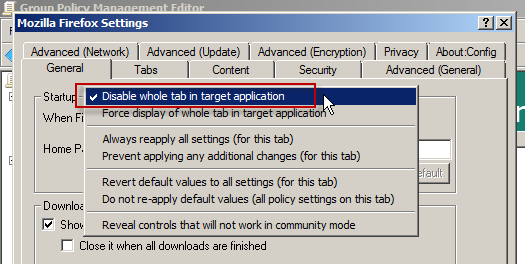 Group Policy Management Editor
Mozilla Firefox Settings
Advanced (Network) Advanced (Update) Advanced (Encryption) Privacy About:Config
General Tabs Content Security Advanced (General)
Startup
Disable whole tab in target application
When Fi
Force display of whole tab in target application
Always reapply all settings (for this tab)
Home Pa
Prevent applying any additional changes (for this tab)
Revert default values to all settings (for this tab)
efault
Do not re-apply default values (all policy settings on this tab)
Downloa
Show
Reveal controls that will not work in community mode
Close it when all downloads are finished